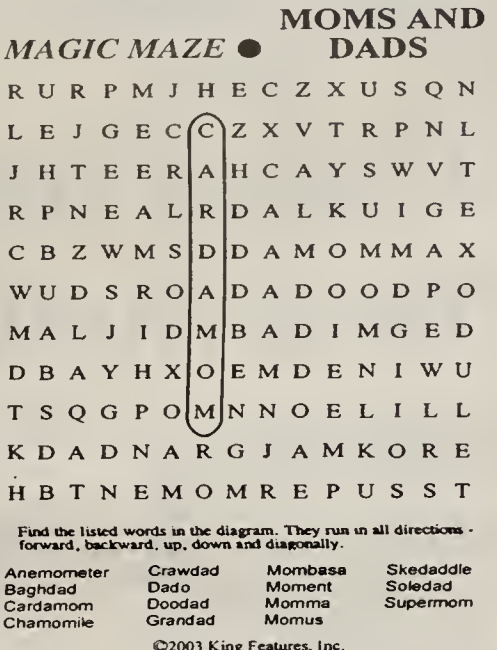 MAGIC MAZE ● MOMS AND DADS
R U R P M J H E C Z X U S Q N
L E J G E C C Z X V T R P N L
J H T E E R A H C A Y S W V T
R P N E A L R D A L K U I G E
C B Z W M S D D A M O M M A X
W U D S R O A D A D O O D P O
M A L J I D M B A D I M G E D
D B A Y H X O E M D E N I W U
T S Q G P O M N N O E L I L L
K D A D N A R G J A M K O R E
H B T N E M O M R E P U S S T
Find the listed words in the diagram. They run in all directions -
forward, backward, up, down and diagonally.
Anemometer Crawdad Mombasa Skedaddle
Baghdad Dado Moment Soledad
Cardamom Doodad Momma Supermom
Chamomile Grandad Momus
©2003 King Features, Inc.